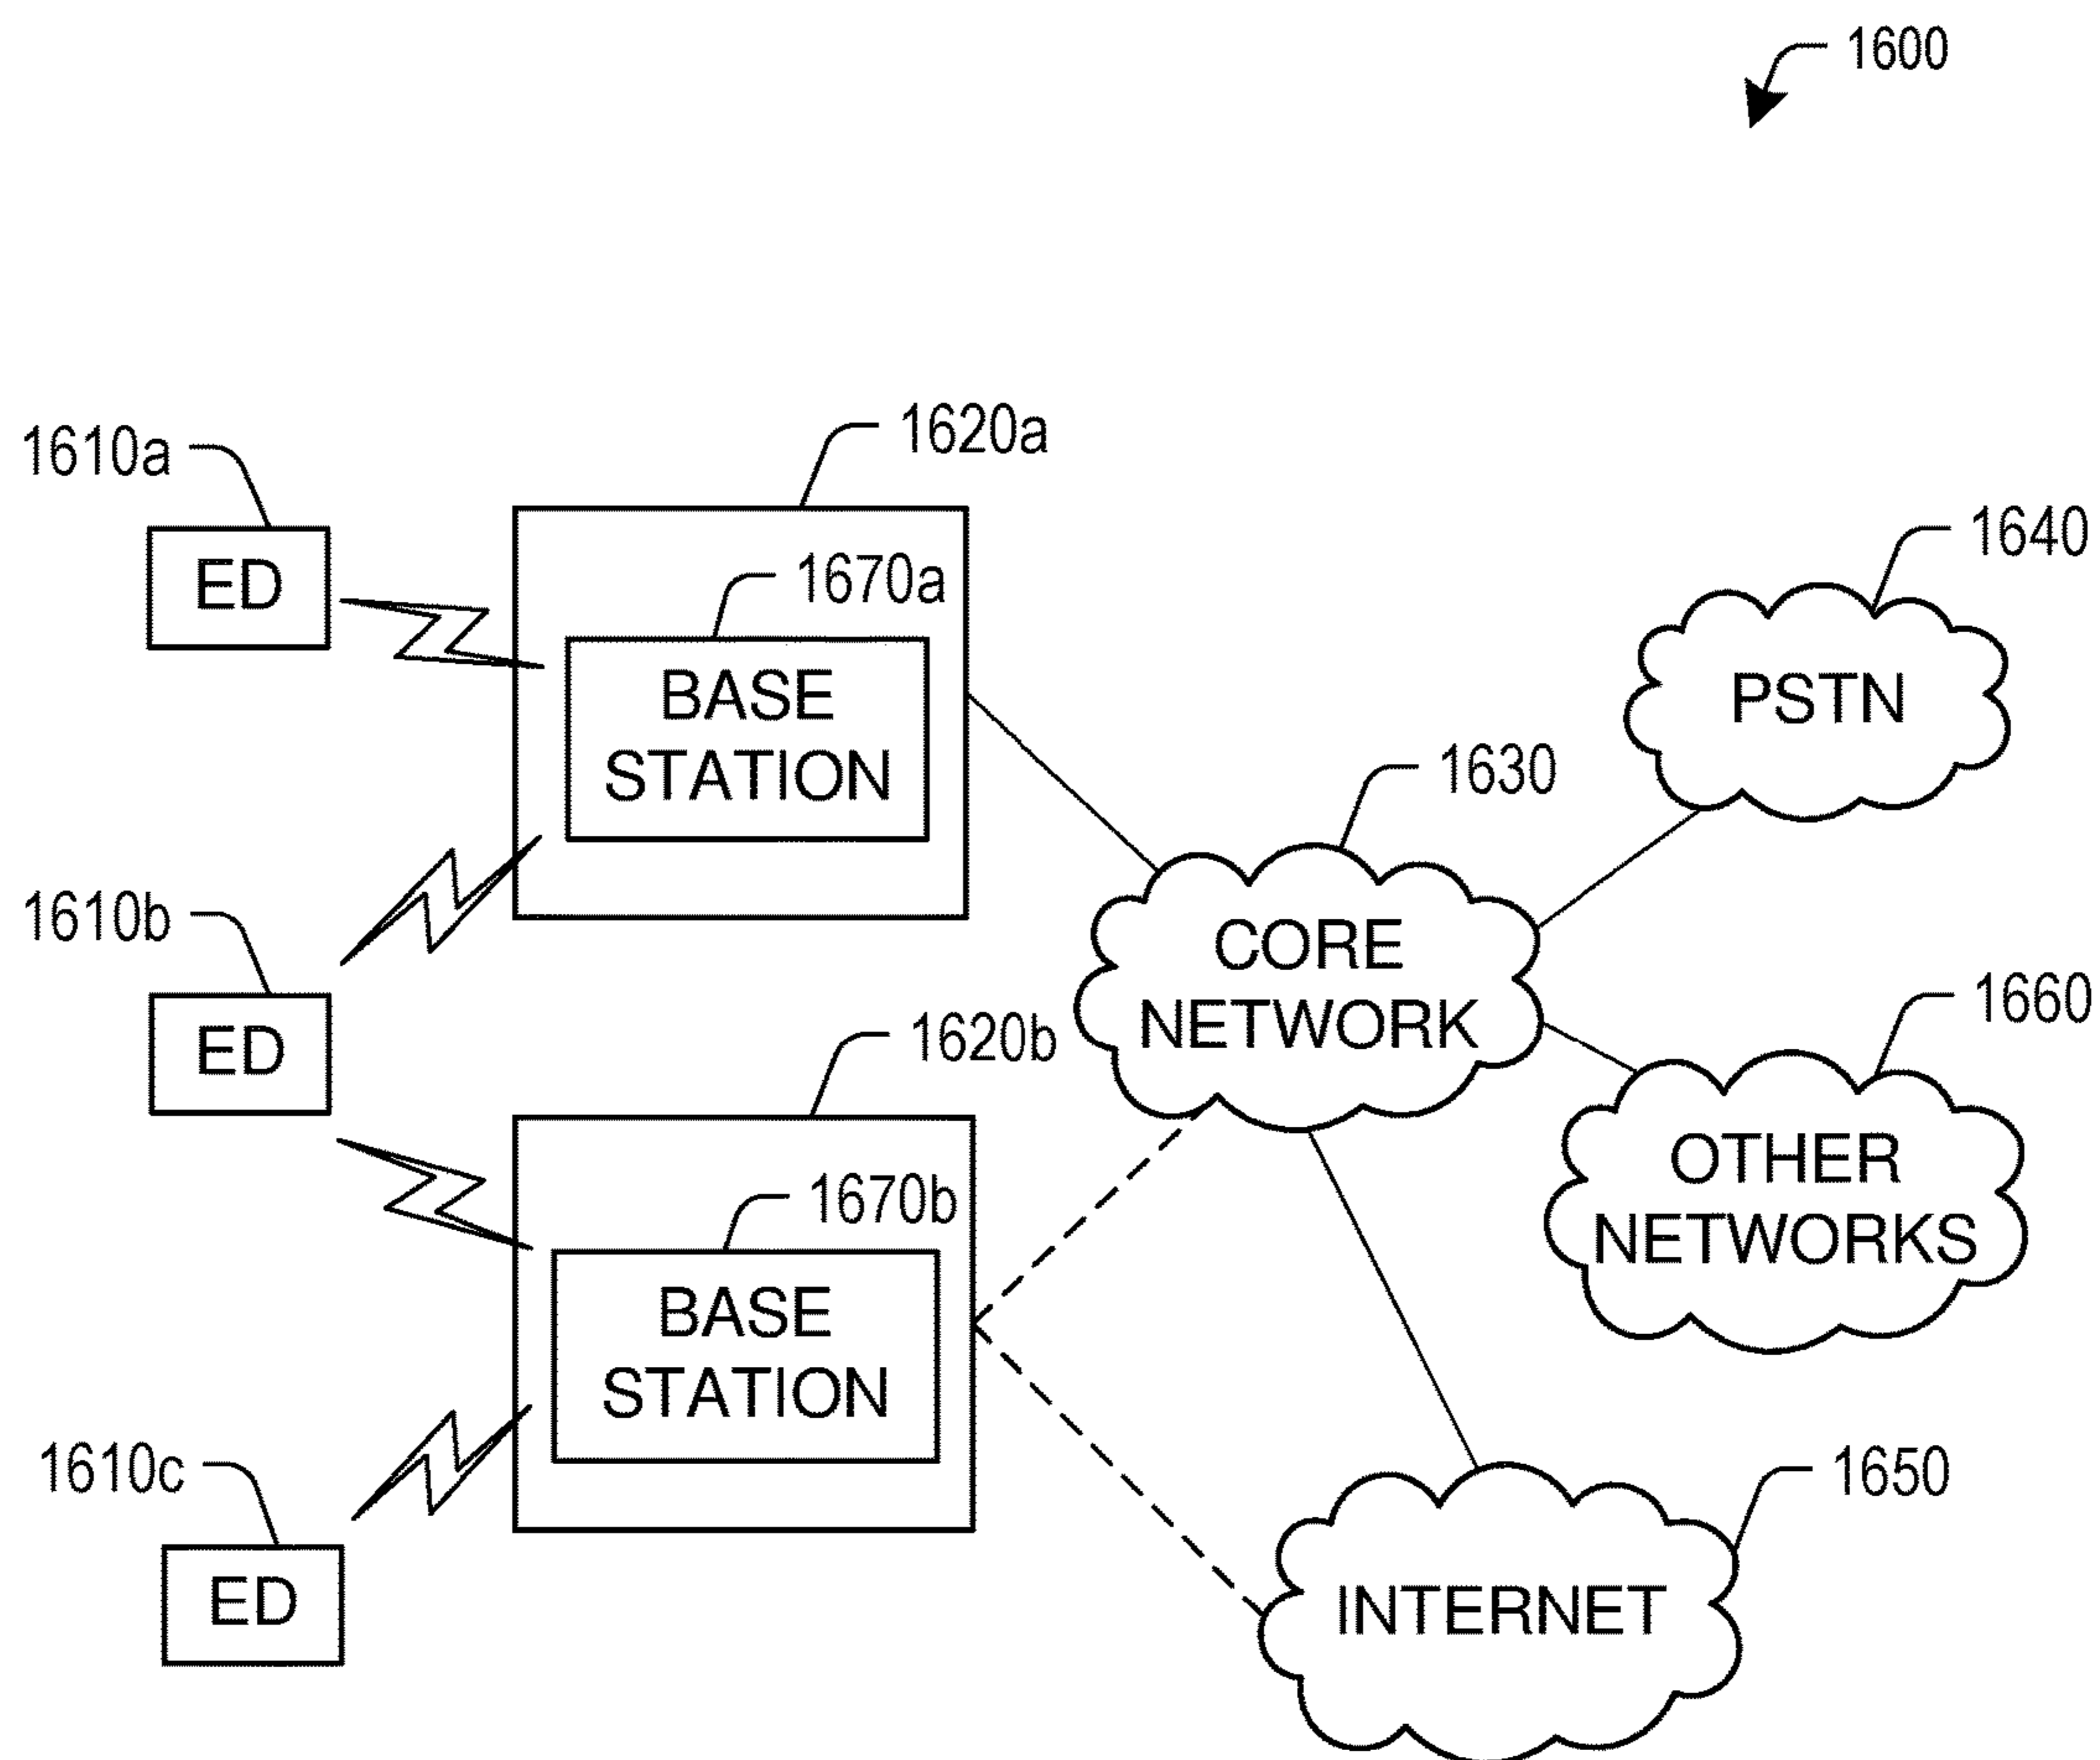 1600
1620a
1610a
ED
1670a
BASE
STATION
1640
PSTN
1630
CORE
NETWORK
1610b
ED
1660
OTHER
NETWORKS
1620b
1670b
BASE
STATION
1610c
ED
1650
INTERNET